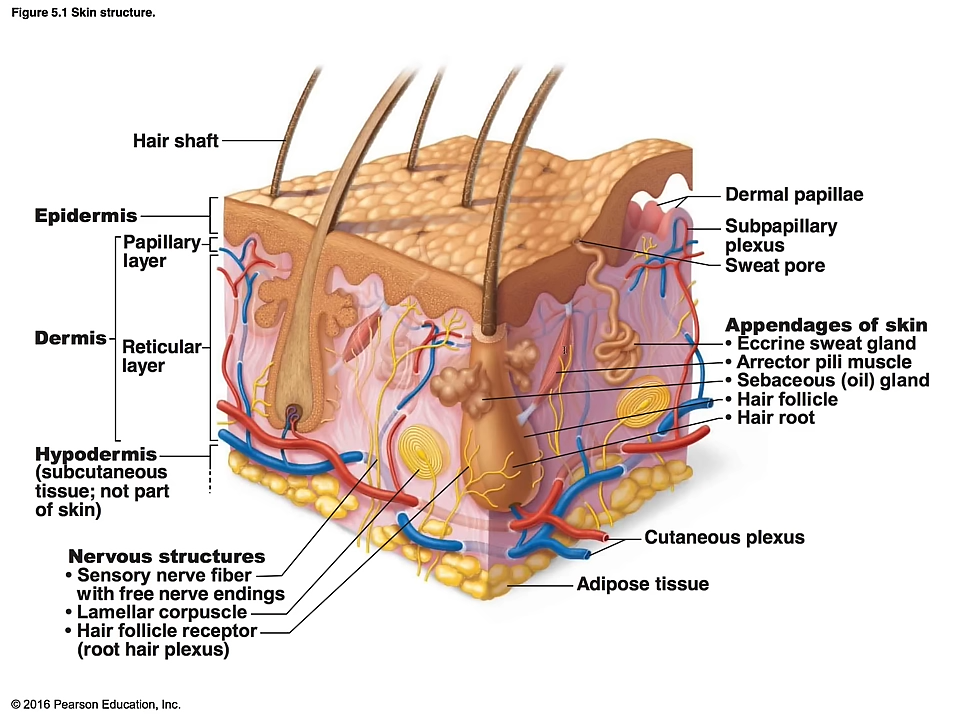 Figure 5.1 Skin structure.
Hair shaft
Epidermis
Papillary
layer
Dermis
Reticular
layer
Hypodermis
(subcutaneous
tissue; not part
of skin)
Nervous structures
• Sensory nerve fiber
with free nerve endings
• Lamellar corpuscle
• Hair follicle receptor
(root hair plexus)
Dermal papillae
Subpapillary
plexus
Sweat pore
Appendages of skin
• Eccrine sweat gland
• Arrector pili muscle
• Sebaceous (oil) gland
• Hair follicle
• Hair root
Cutaneous plexus
Adipose tissue
© 2016 Pearson Education, Inc.